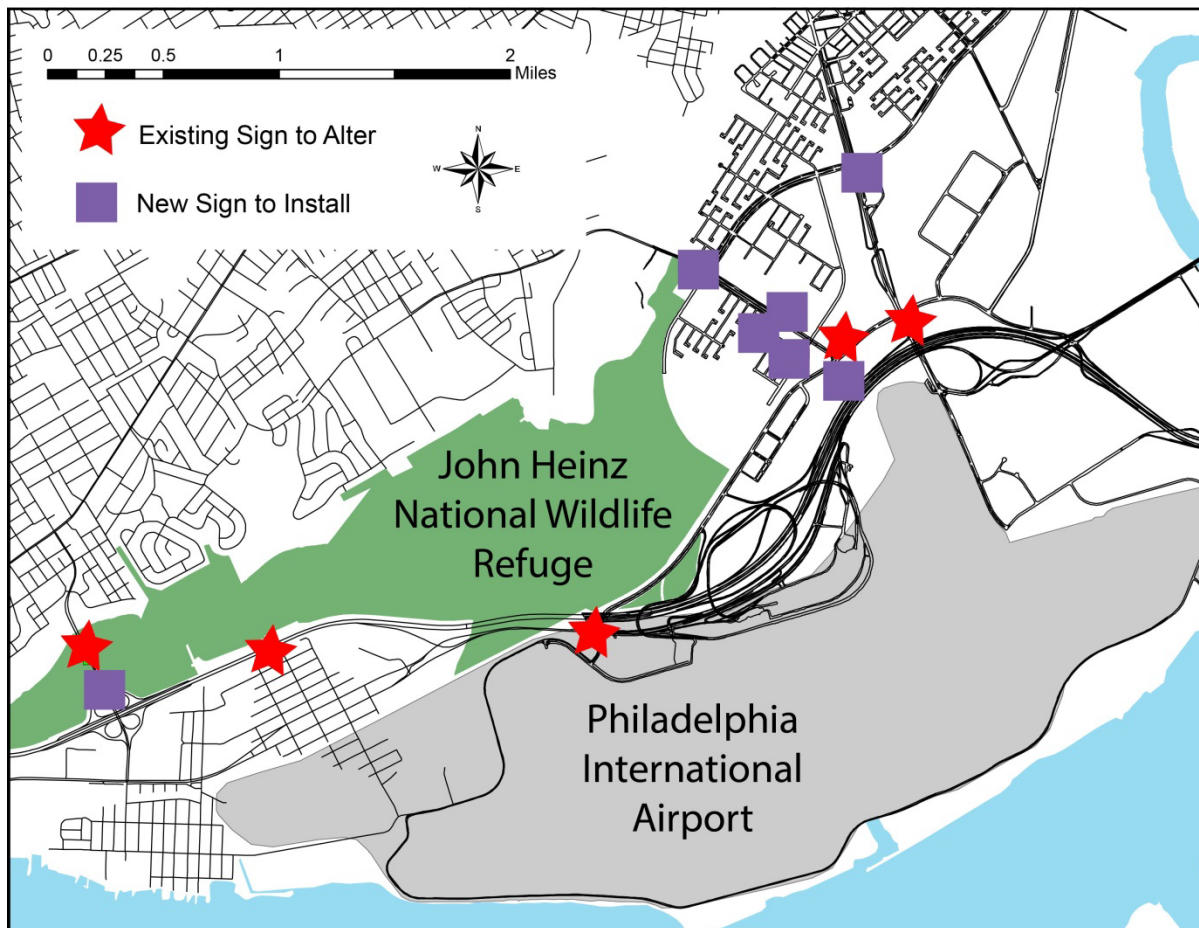 0 0.25 0.5 1 2
Miles
Existing Sign to Alter
New Sign to Install
N
W E
S
John Heinz
National Wildlife
Refuge
Philadelphia
International
Airport